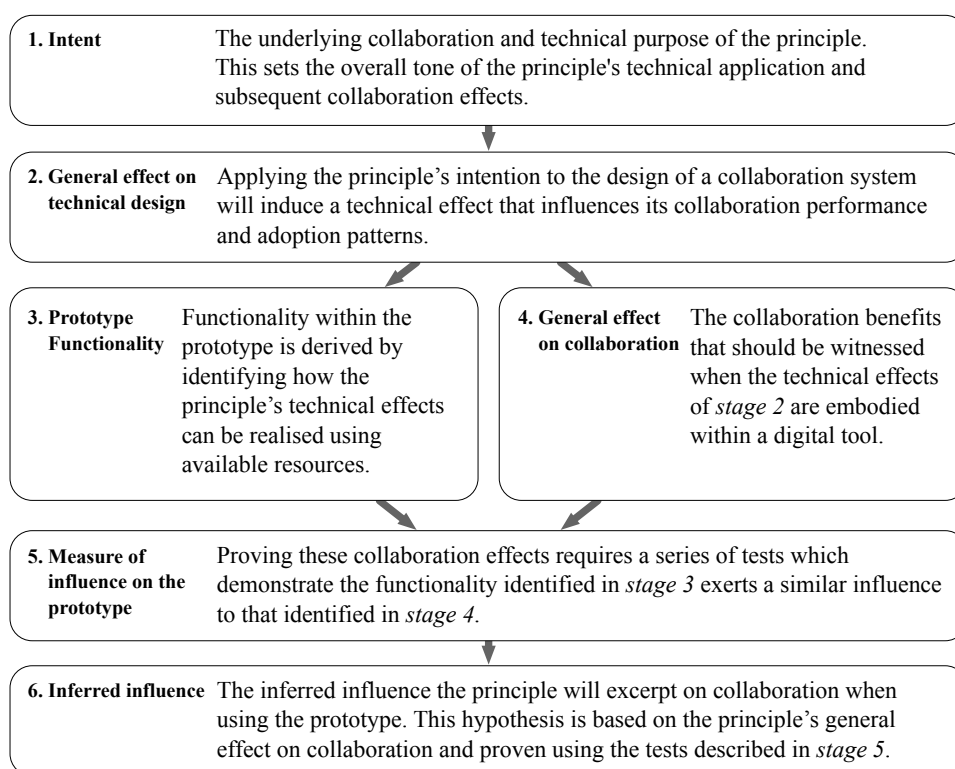 1. Intent
The underlying collaboration and technical purpose of the principle.
This sets the overall tone of the principle's technical application and
subsequent collaboration effects.
2. General effect on
technical design
Applying the principle’s intention to the design of a collaboration system
will induce a technical effect that influences its collaboration performance
and adoption patterns.
3. Prototype
Functionality
Functionality within the
prototype is derived by
identifying how the
principle’s technical effects
can be realised using
available resources.
4. General effect
on collaboration
The collaboration benefits
that should be witnessed
when the technical effects
of stage 2 are embodied
within a digital tool.
5. Measure of
influence on the
prototype
Proving these collaboration effects requires a series of tests which
demonstrate the functionality identified in stage 3 exerts a similar influence
to that identified in stage 4.
6. Inferred influence
The inferred influence the principle will excerpt on collaboration when
using the prototype. This hypothesis is based on the principle’s general
effect on collaboration and proven using the tests described in stage 5.